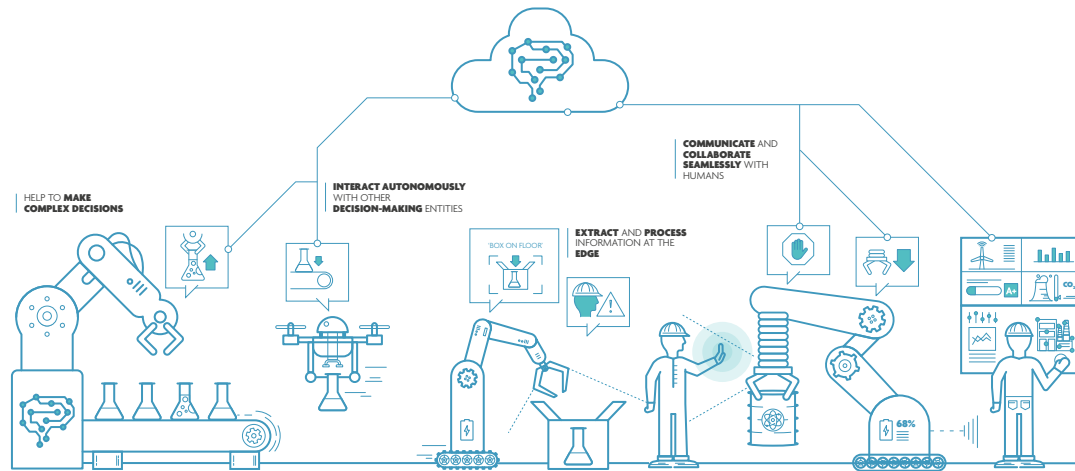 HELP TO MAKE
COMPLEX DECISIONS
INTERACT AUTONOMOUSLY
WITH OTHER
DECISION-MAKING ENTITIES
'BOX ON FLOOR'
EXTRACT AND PROCESS
INFORMATION AT THE
EDGE
COMMUNICATE AND
COLLABORATE
SEAMLESSLY WITH
HUMANS
A+
CO₂
68%